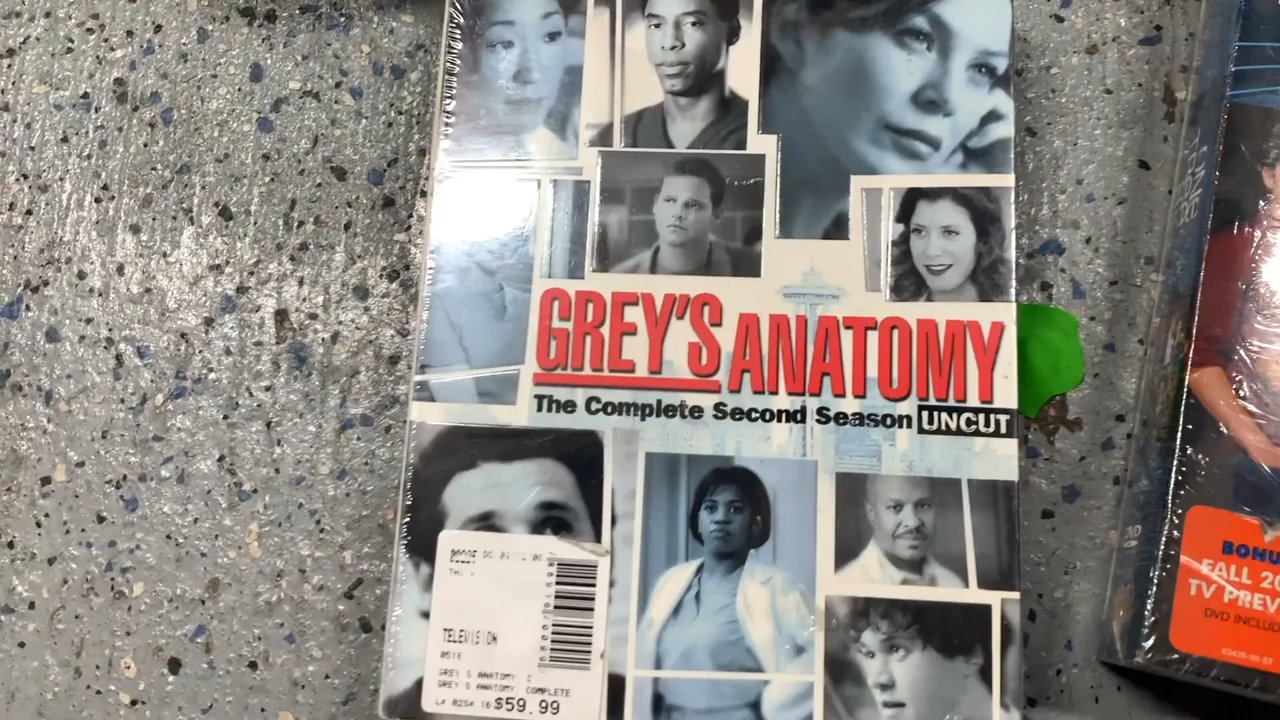 GREY'S ANATOMY
The Complete Second Season UNCUT
TELEVISION
GREY S ANATOMY: C
GREY S ANATOMY COMPLETE
$59.99
BONU
FALL 20
TV PREV
DVD INCLUD